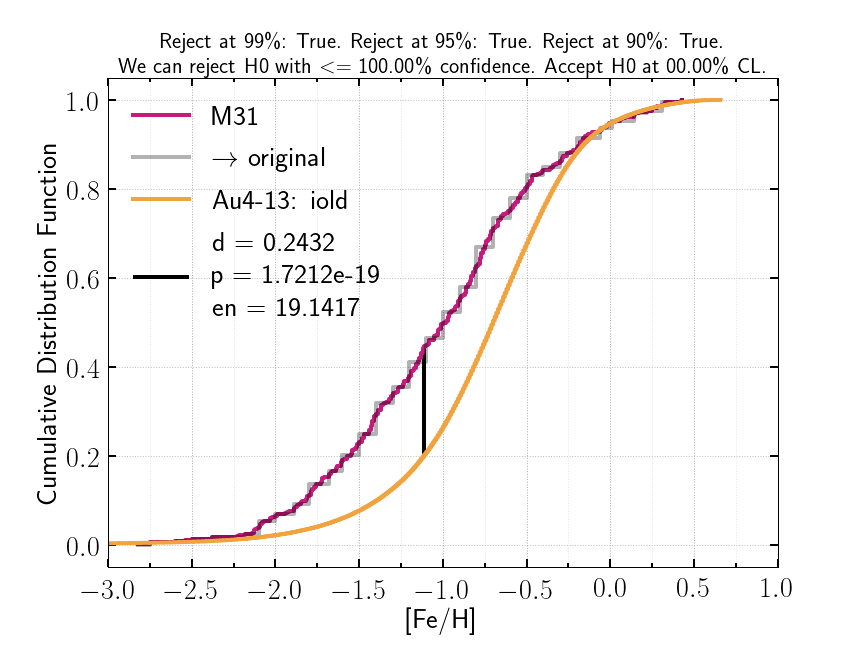 Reject at 99%: True. Reject at 95%: True. Reject at 90%: True.
We can reject H0 with <= 100.00% confidence. Accept H0 at 00.00% CL.
M31
→ original
Au4-13: iold
d = 0.2432
p = 1.7212e-19
en = 19.1417
Cumulative Distribution Function
1.0
0.8
0.6
0.4
0.2
0.0
−3.0 −2.5 −2.0 −1.5 −1.0 −0.5 0.0 0.5 1.0
[Fe/H]